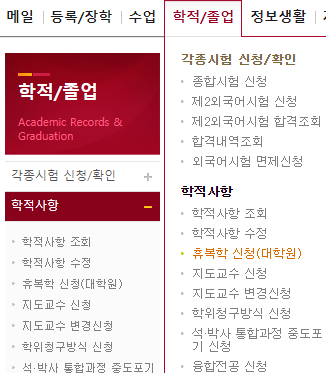 메일 등록/장학 수업 학적/졸업 정보생활
학적/졸업
Academic Records &
Graduation
각종시험 신청/확인
학적사항
학적사항 조회
학적사항 수정
휴복학 신청(대학원)
지도교수 신청
지도교수 변경신청
학위청구방식 신청
석·박사 통합과정 중도포기
각종시험 신청/확인
종합시험 신청
제2외국어시험 신청
제2외국어시험 합격조회
합격내역조회
외국어시험 면제신청
학적사항
학적사항 조회
학적사항 수정
휴복학 신청(대학원)
지도교수 신청
지도교수 변경신청
학위청구방식 신청
석·박사 통합과정 중도포
기 신청
융합전공 신청